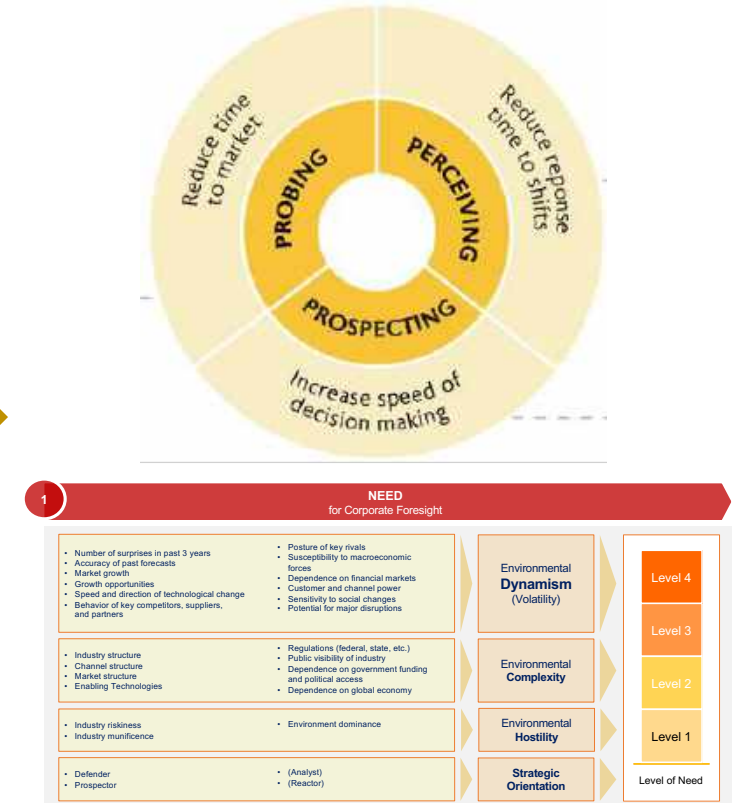 Reduce time
to market
PROBING
PERCEIVING
Reduce reponse
time to shifts
PROSPECTING
Increase speed of
decision making
1
NEED
for Corporate Foresight
• Number of surprises in past 3 years
• Accuracy of past forecasts
• Market growth
• Growth opportunities
• Speed and direction of technological change
• Behavior of key competitors, suppliers,
and partners
• Posture of key rivals
• Susceptibility to macroeconomic
forces
• Dependence on financial markets
• Customer and channel power
• Sensitivity to social changes
• Potential for major disruptions
Environmental
Dynamism
(Volatility)
• Industry structure
• Channel structure
• Market structure
• Enabling Technologies
• Regulations (federal, state, etc.)
• Public visibility of industry
• Dependence on government funding
and political access
• Dependence on global economy
Environmental
Complexity
• Industry riskiness
• Industry munificence
• Environment dominance
Environmental
Hostility
• Defender
• Prospector
• (Analyst)
• (Reactor)
Strategic
Orientation
Level 4
Level 3
Level 2
Level 1
Level of Need